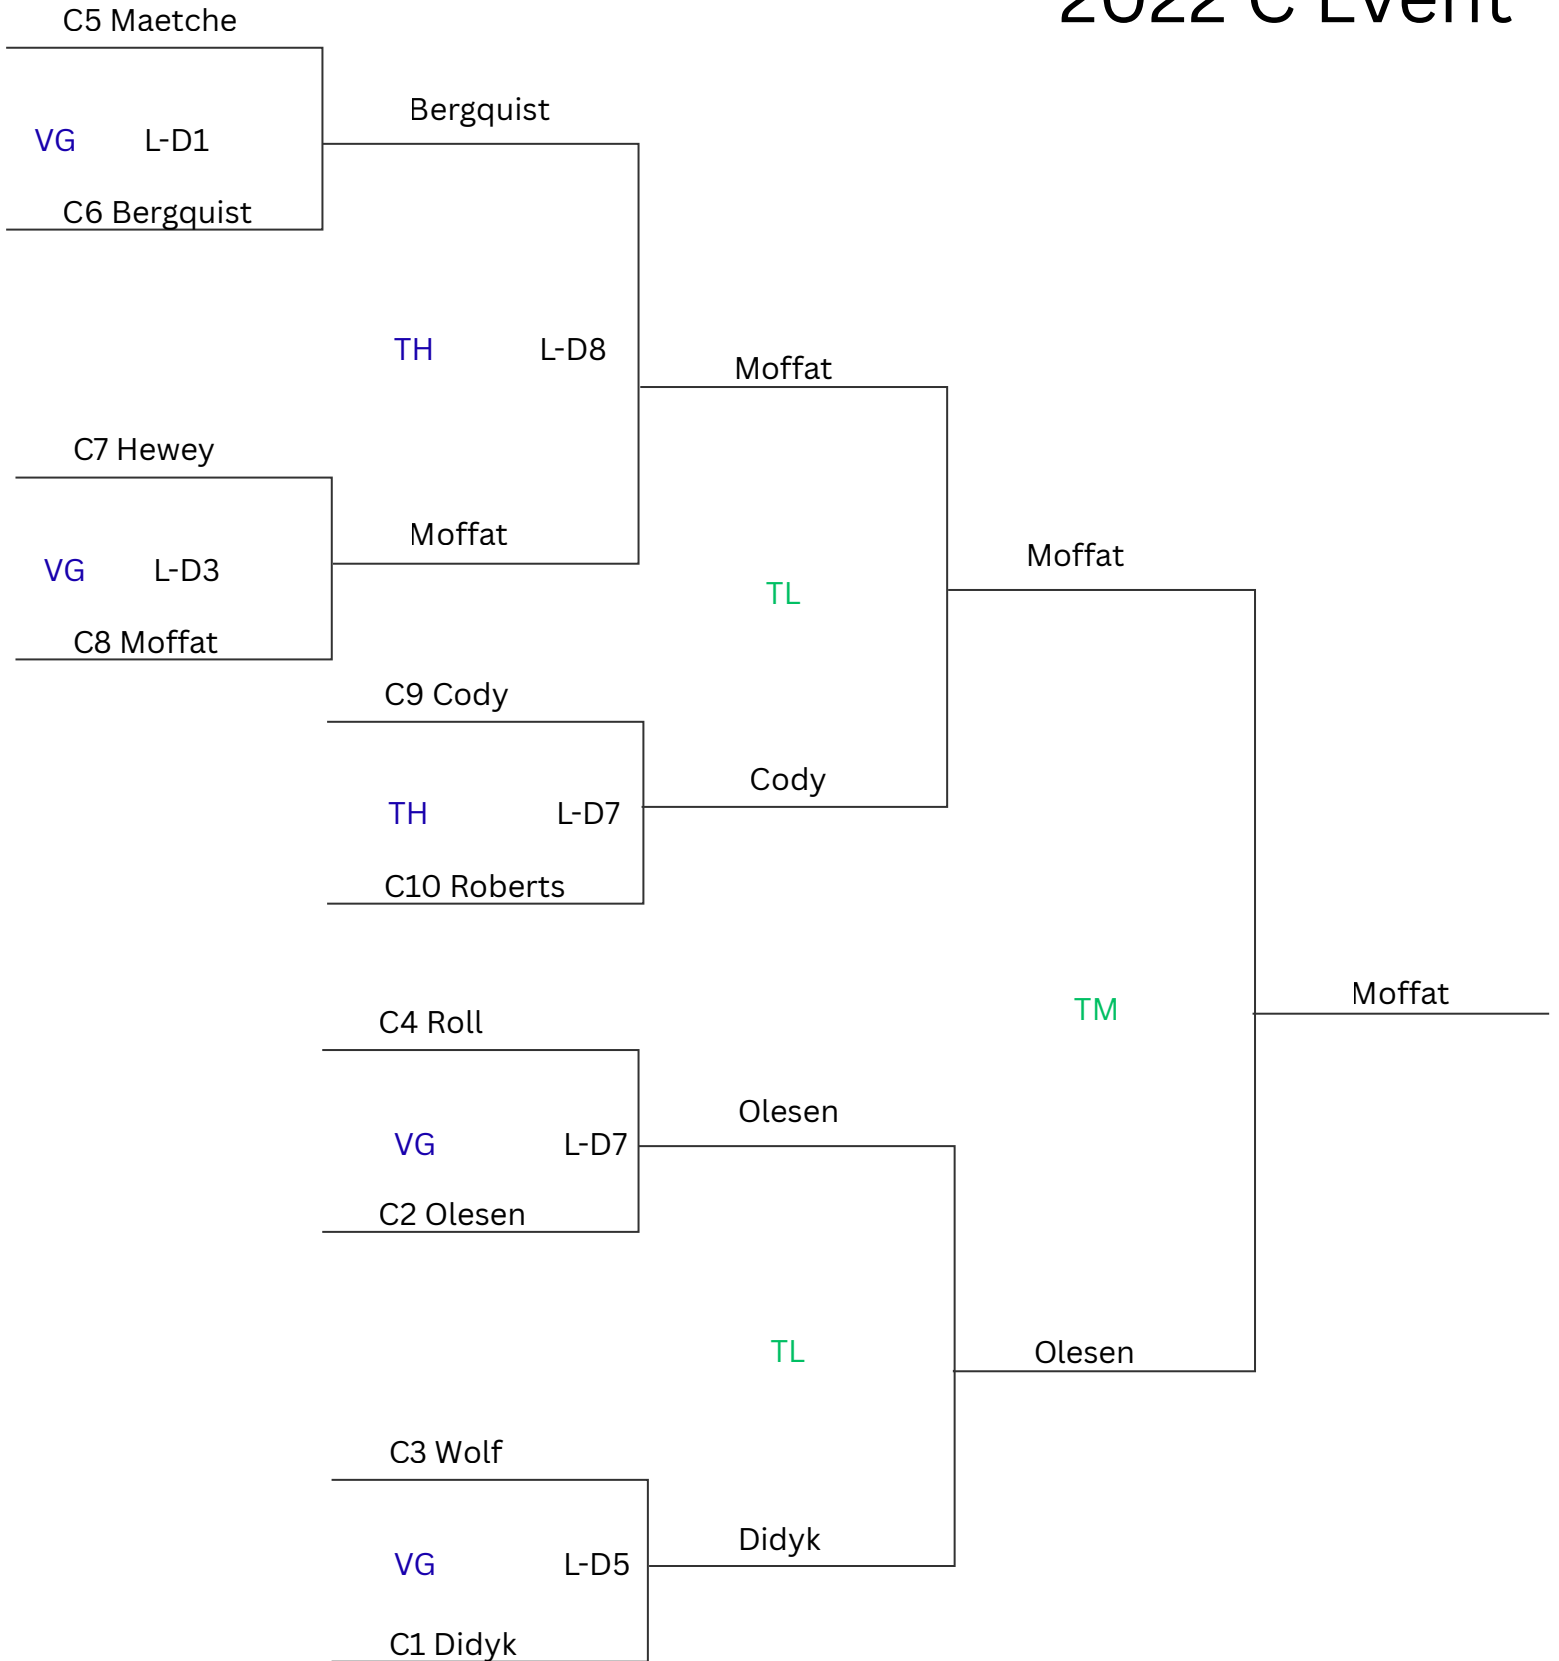 2022 C Event
C5 Maetche
Bergquist
VG L-D1
C6 Bergquist
TH L-D8
Moffat
C7 Hewey
Moffat
Moffat
VG L-D3
TL
C8 Moffat
C9 Cody
Cody
TH L-D7
C10 Roberts
Moffat
TM
C4 Roll
Olesen
VG L-D7
C2 Olesen
TL
Olesen
C3 Wolf
Didyk
VG L-D5
C1 Didyk